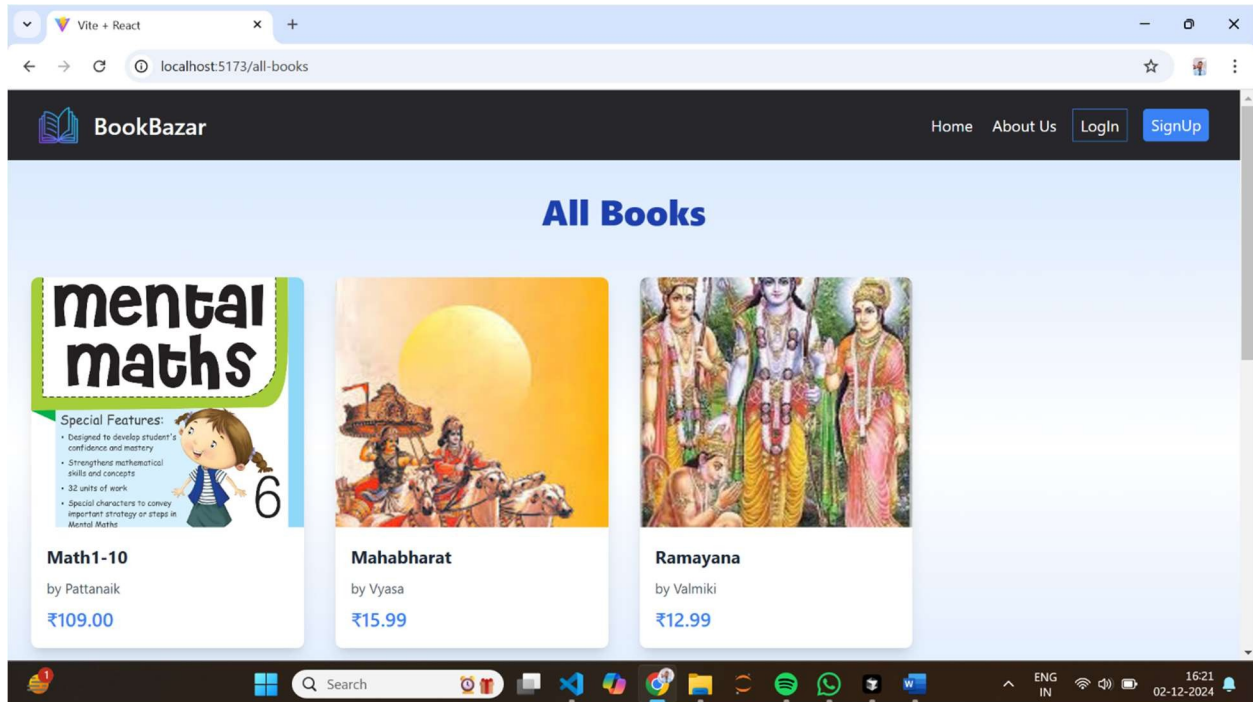 Vite + React
localhost:5173/all-books
BookBazar
Home About Us LogIn SignUp
All Books
mental
maths
Special Features:
• Designed to develop student's
confidence and mastery
• Strengthens mathematical
skills and concepts
• 32 units of work
• Special characters to convey
important strategy or steps in
Mental Maths
6
Math1-10
by Pattanaik
₹109.00
Mahabharat
by Vyasa
₹15.99
Ramayana
by Valmiki
₹12.99
1
Search
ENG
IN
16:21
02-12-2024